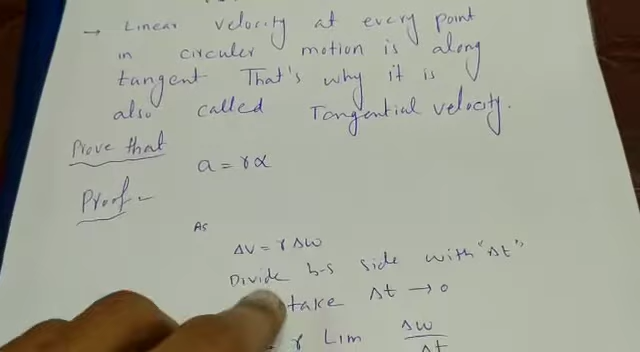 → Linear velocity at every point
in circuler motion is along
tangent That's why it is
also called Tangential velocity.
Prove that
a = rα
Proof -
As
ΔV = r Δω
Divide b-s side with "Δt"
take Δt → 0
r Lim Δω
Δt